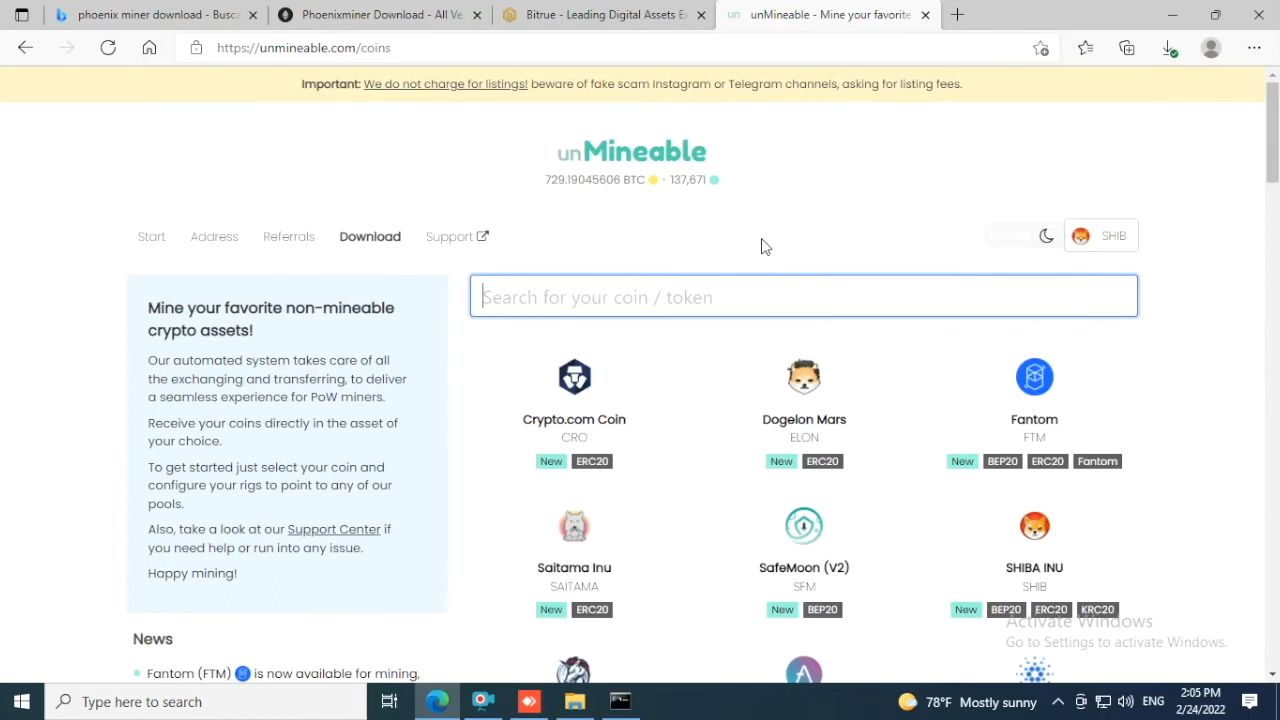 phoenix minder download - Busca
PhoenixMiner Download - All Ve
Bitrue - Leading Digital Assets E
unMineable - Mine your favorite
https://unmineable.com/coins
Important: We do not charge for listings! beware of fake scam Instagram or Telegram channels, asking for listing fees.
unMineable
729.19045606 BTC • 137,671
Start Address Referrals Download Support
SHIB
Mine your favorite non-mineable
crypto assets!
Our automated system takes care of all
the exchanging and transferring, to deliver
a seamless experience for PoW miners.
Receive your coins directly in the asset of
your choice.
To get started just select your coin and
configure your rigs to point to any of our
pools.
Also, take a look at our Support Center if
you need help or run into any issue.
Happy mining!
News
Fantom (FTM) is now available for mining,
Search for your coin / token
Crypto.com Coin
CRO
New ERC20
Dogelon Mars
ELON
New ERC20
Fantom
FTM
New BEP20 ERC20 Fantom
Saitama Inu
SAITAMA
New ERC20
SafeMoon (V2)
SFM
New BEP20
SHIBA INU
SHIB
New BEP20 ERC20 KRC20
Activate Windows
Go to Settings to activate Windows.
Type here to search
78°F Mostly sunny
ENG
2:05 PM
2/24/2022